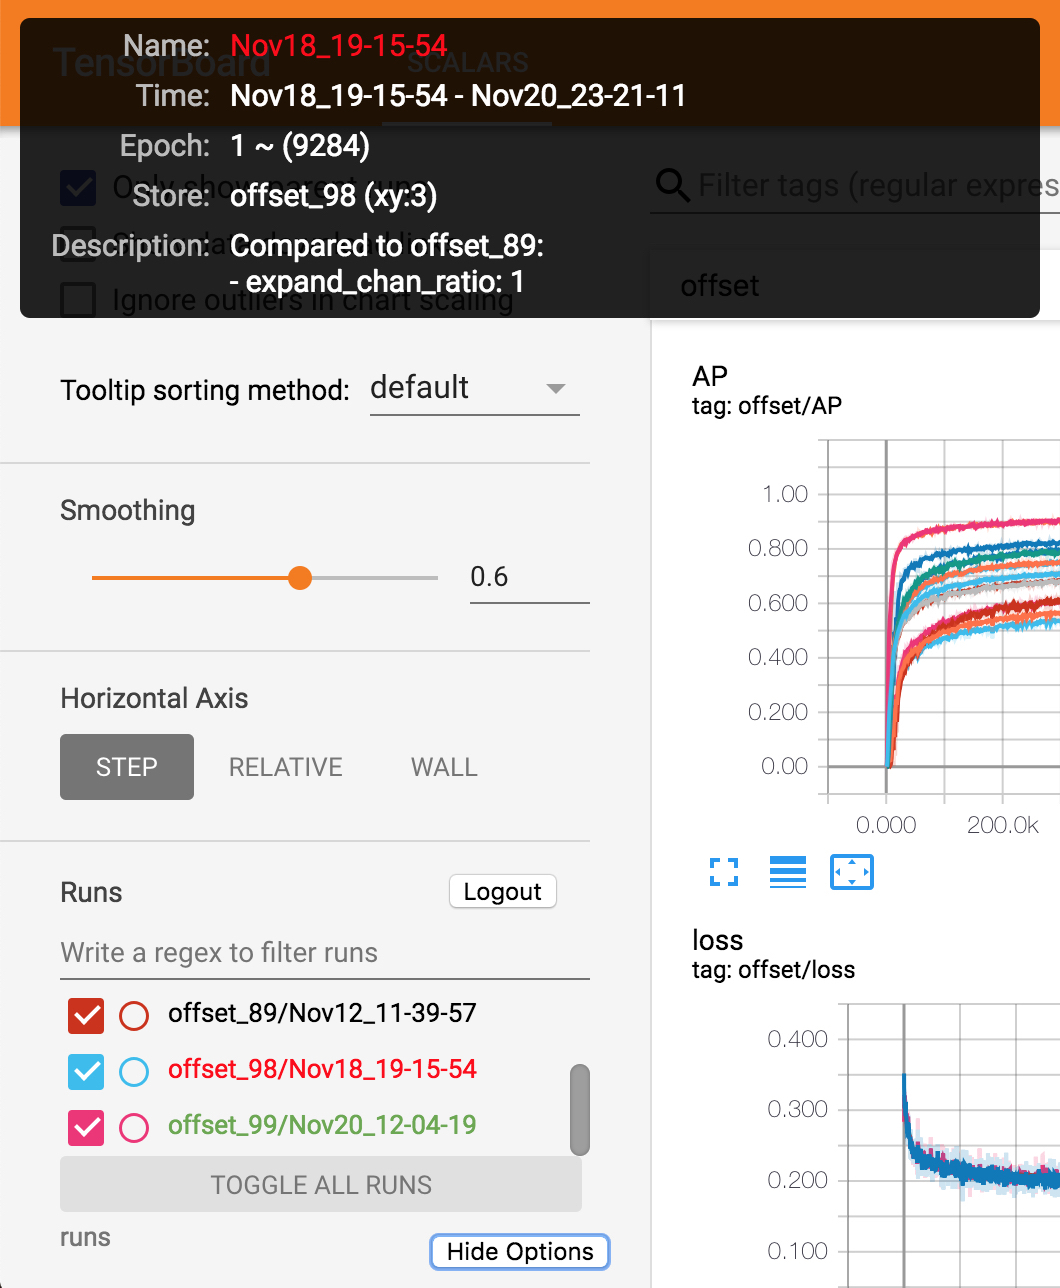 TensorBoard
SCALARS
Name: Nov18_19-15-54
Time: Nov18_19-15-54 - Nov20_23-21-11
Epoch: 1 ~ (9284)
Store: offset_98 (xy:3)
Description: Compared to offset_89:
- expand_chan_ratio: 1
Only show
Ignore outliers in chart scaling
Filter tags (regular expres
offset
Tooltip sorting method: default
Smoothing
0.6
Horizontal Axis
STEP RELATIVE WALL
Runs
Logout
Write a regex to filter runs
offset_89/Nov12_11-39-57
offset_98/Nov18_19-15-54
offset_99/Nov20_12-04-19
TOGGLE ALL RUNS
runs
Hide Options
AP
tag: offset/AP
1.00
0.800
0.600
0.400
0.200
0.00
0.000 200.0k
loss
tag: offset/loss
0.400
0.300
0.200
0.100